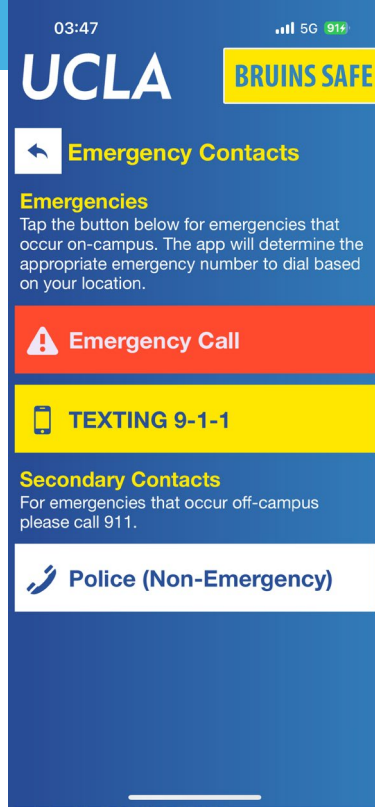 03:47
5G 91
UCLA
BRUINS SAFE
Emergency Contacts
Emergencies
Tap the button below for emergencies that
occur on-campus. The app will determine the
appropriate emergency number to dial based
on your location.
Emergency Call
TEXTING 9-1-1
Secondary Contacts
For emergencies that occur off-campus
please call 911.
Police (Non-Emergency)